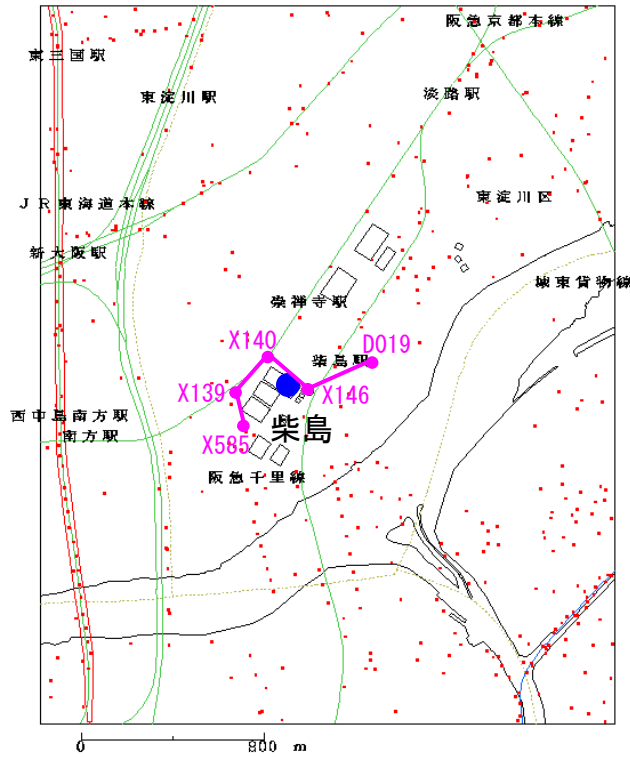 阪急京都本線
東三国駅
淡路駅
東淀川駅
東淀川区
JR東海道本線
新大阪駅
城東貨物線
崇禅寺駅
X140
D019
柴島駅
X139
X146
西中島南方駅
南方駅
柴島
X585
阪急千里線
0
800 m